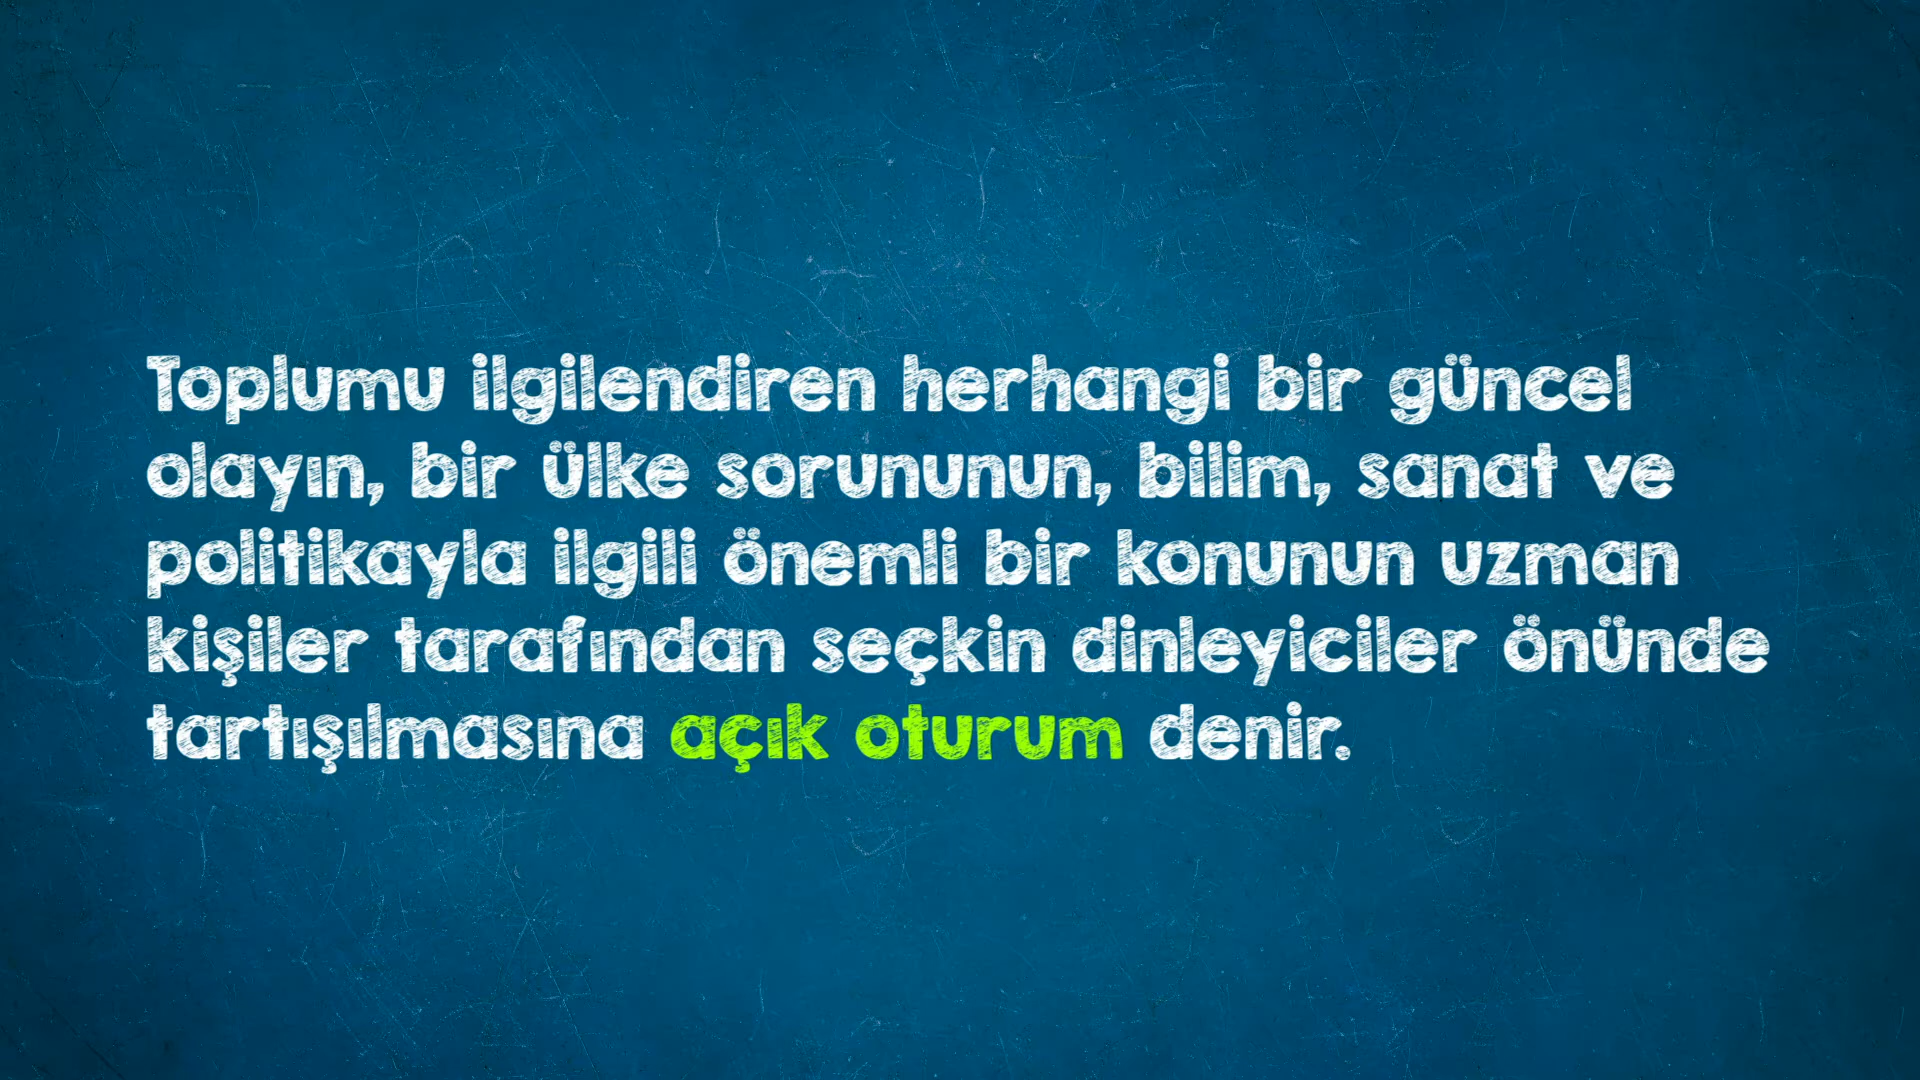 Toplumu ilgilendiren herhangi bir güncel
olayın, bir ülke sorununun, bilim, sanat ve
politikayla ilgili önemli bir konunun uzman
kişiler tarafından seçkin dinleyiciler önünde
tartışılmasına açık oturum denir.